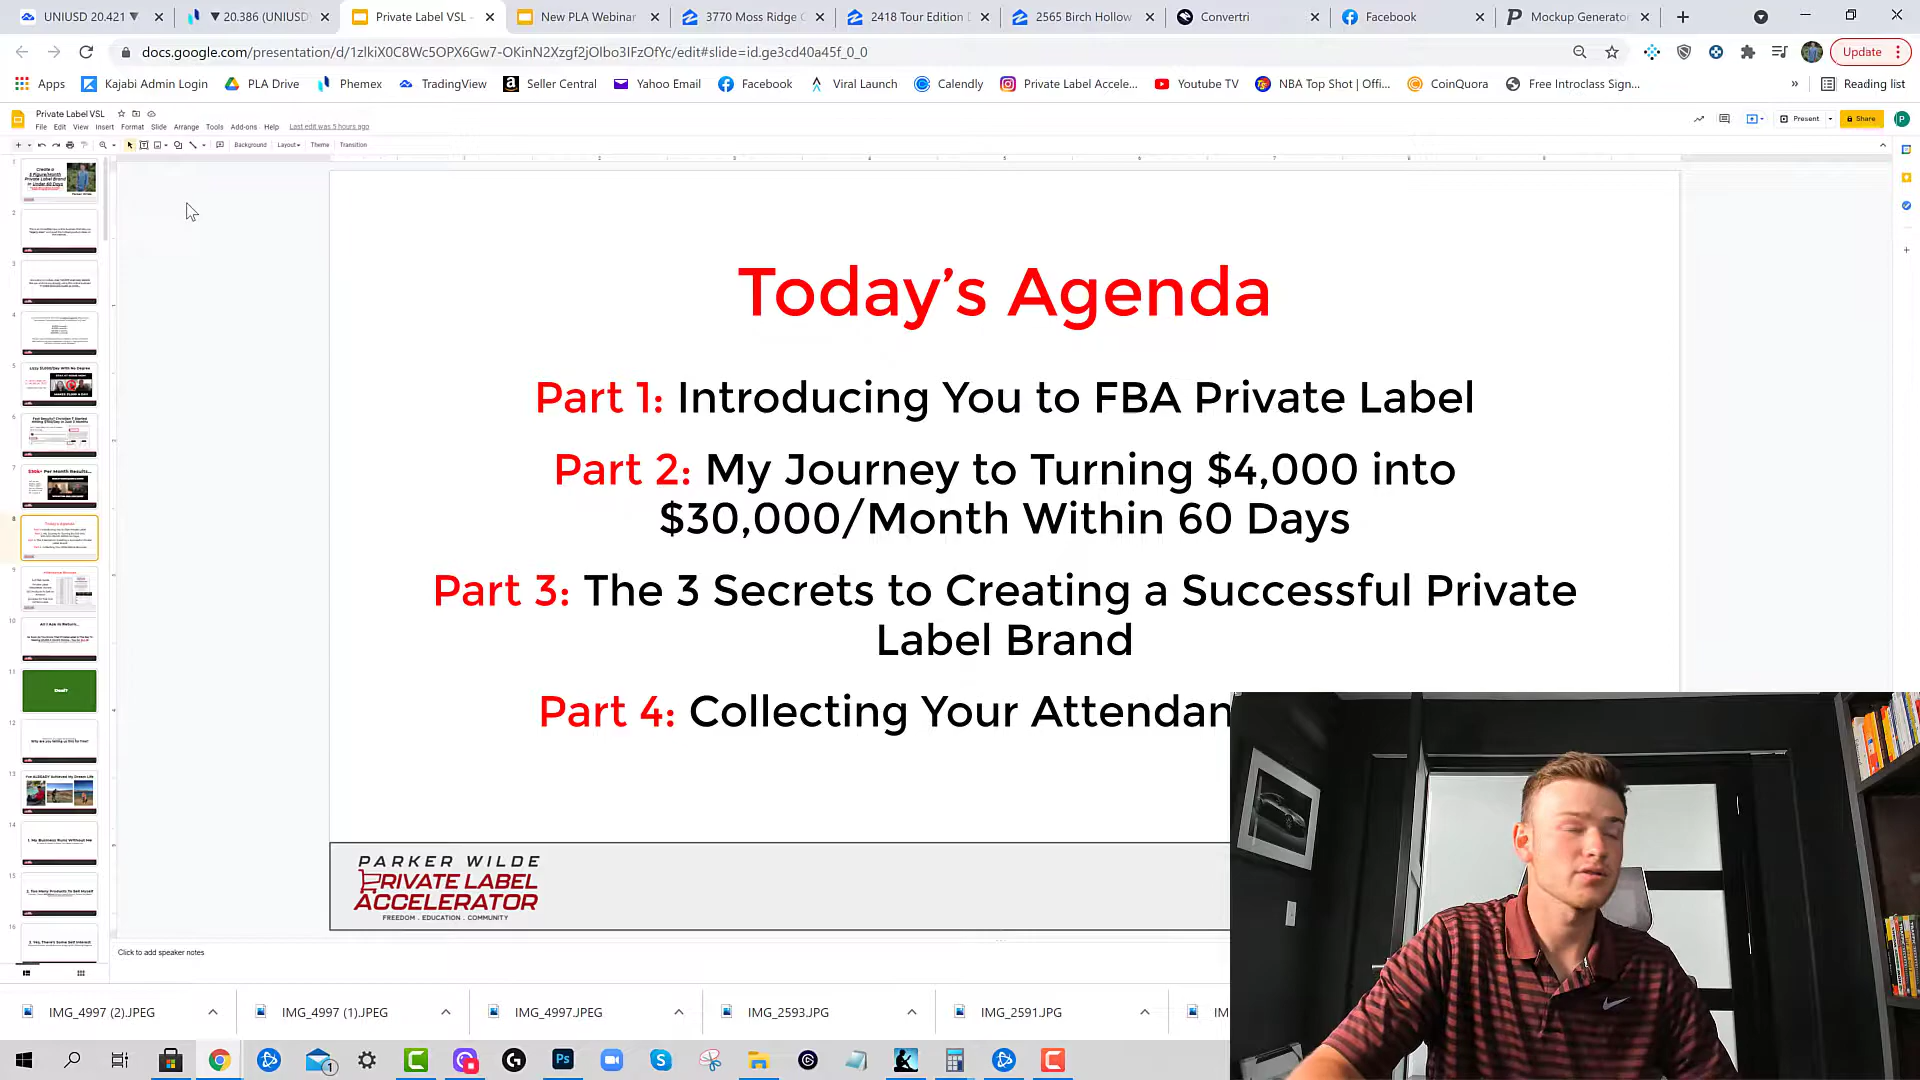 UNIUSD 20.421
20.386 (UNIUSD
Private Label VSL -
New PLA Webinar
3770 Moss Ridge
2418 Tour Edition
2565 Birch Hollow
Convertri
Facebook
Mockup Generato
docs.google.com/presentation/d/1zlkiX0C8Wc5OPX6Gw7-OKinN2Xzgf2jOlbo3IFzOfYc/edit#slide=id.ge3cd40a45f_0_0
Update
Apps
Kajabi Admin Login
PLA Drive
Phemex
TradingView
Seller Central
Yahoo Email
Facebook
Viral Launch
Calendly
Private Label Accele...
Youtube TV
NBA Top Shot | Offi...
CoinQuora
Free Introclass Sign...
Reading list
Private Label VSL
File Edit View Insert Format Slide Arrange Tools Add-ons Help Last edit was 5 hours ago
Present
Share
Background Layout Theme Transition
Today's Agenda
Part 1: Introducing You to FBA Private Label
Part 2: My Journey to Turning $4,000 into
$30,000/Month Within 60 Days
Part 3: The 3 Secrets to Creating a Successful Private
Label Brand
Part 4: Collecting Your Attendan
PARKER WILDE
PRIVATE LABEL
ACCELERATOR
FREEDOM . EDUCATION . COMMUNITY
Click to add speaker notes
IMG_4997 (2).JPEG
IMG_4997 (1).JPEG
IMG_4997.JPEG
IMG_2593.JPG
IMG_2591.JPG